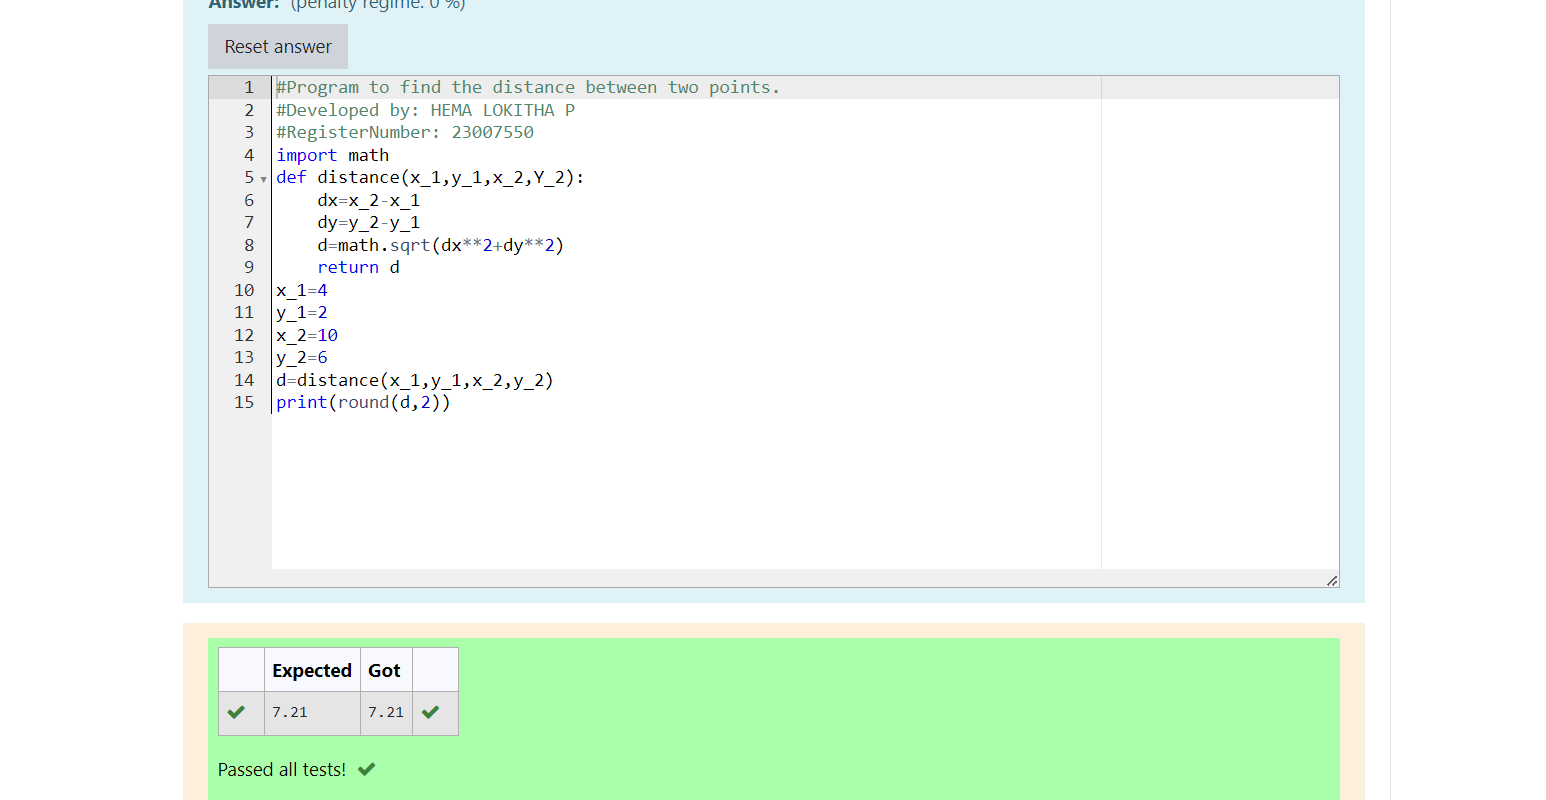 Answer: (penalty regime: 0 %)
Reset answer
1 #Program to find the distance between two points.
2 #Developed by: HEMA LOKITHA P
3 #RegisterNumber: 23007550
4 import math
5 def distance(x_1,y_1,x_2,Y_2):
6     dx=x_2-x_1
7     dy=y_2-y_1
8     d=math.sqrt(dx**2+dy**2)
9     return d
10 x_1=4
11 y_1=2
12 x_2=10
13 y_2=6
14 d=distance(x_1,y_1,x_2,y_2)
15 print(round(d,2))
Expected Got
7.21 7.21
Passed all tests!